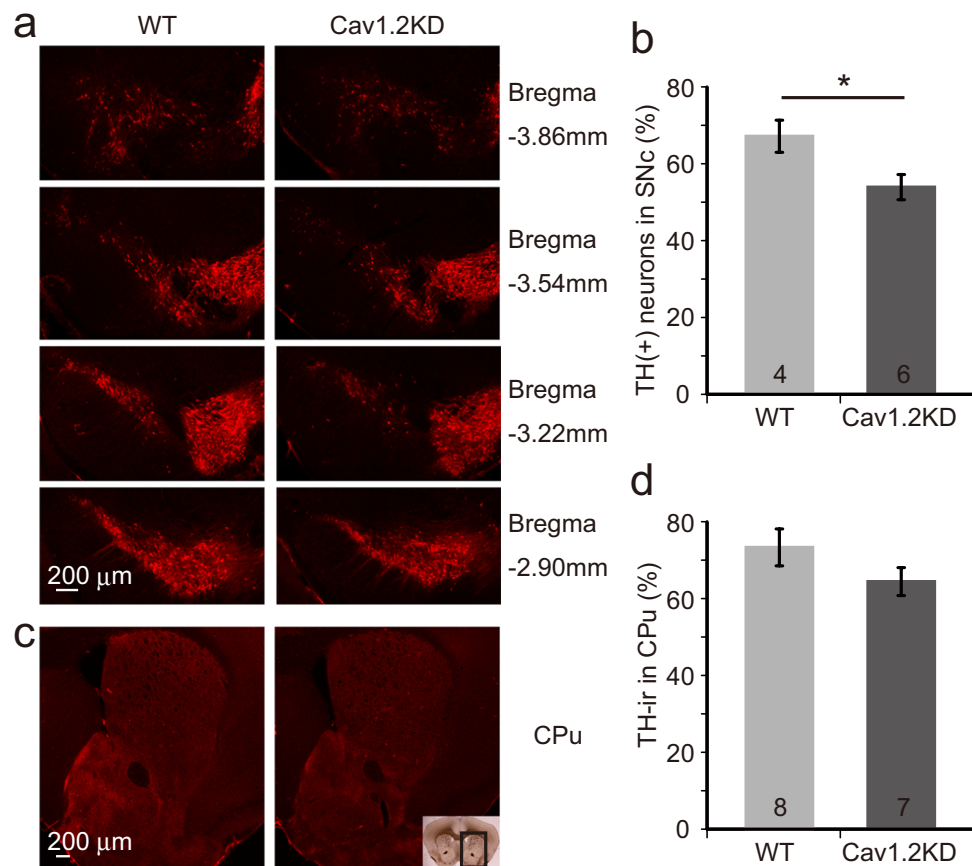 a
WT
Cav1.2KD
Bregma
-3.86mm
Bregma
-3.54mm
Bregma
-3.22mm
Bregma
-2.90mm
200 μm
c
CPu
200 μm
b
TH(+) neurons in SNc (%)
80
60
40
20
0
*
4
6
WT
Cav1.2KD
d
TH-ir in CPu (%)
80
60
40
20
0
8
7
WT
Cav1.2KD